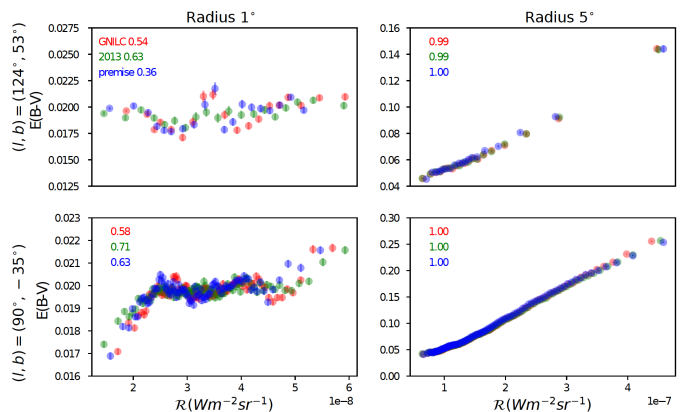 Radius 1°
Radius 5°
(l, b) = (124°, 53°)
E(B-V)
0.0275
0.0250
0.0225
0.0200
0.0175
0.0150
0.0125
GNILC 0.54
2013 0.63
premise 0.36
0.16
0.14
0.12
0.10
0.08
0.06
0.04
0.99
0.99
1.00
(l, b) = (90°, −35°)
E(B-V)
0.023
0.022
0.021
0.020
0.019
0.018
0.017
0.016
0.58
0.71
0.63
0.30
0.25
0.20
0.15
0.10
0.05
0.00
1.00
1.00
1.00
1 2 3 4 5 6
1e−8
ℛ(Wm⁻²sr⁻¹)
1 2 3 4
1e−7
ℛ(Wm⁻²sr⁻¹)